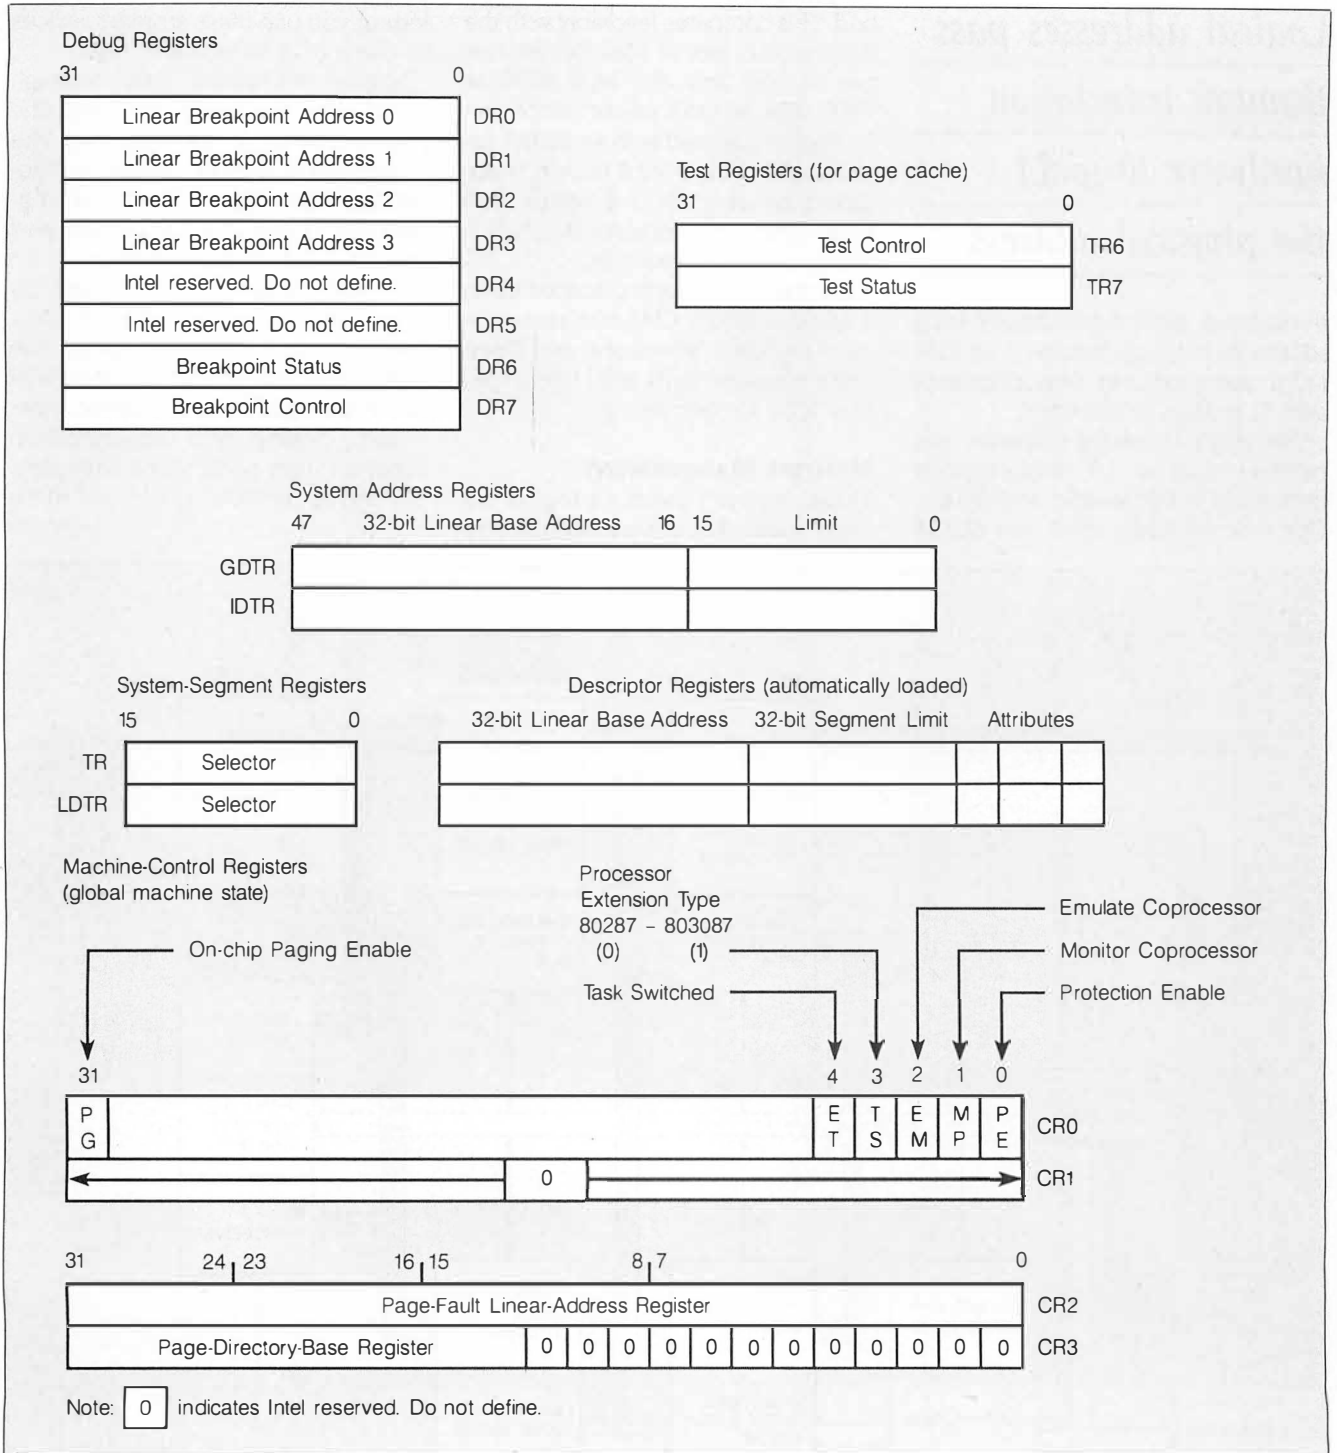 Debug Registers
31 0
Linear Breakpoint Address 0 DR0
Linear Breakpoint Address 1 DR1
Linear Breakpoint Address 2 DR2
Linear Breakpoint Address 3 DR3
Intel reserved. Do not define. DR4
Intel reserved. Do not define. DR5
Breakpoint Status DR6
Breakpoint Control DR7
Test Registers (for page cache)
31 0
Test Control TR6
Test Status TR7
System Address Registers
47 32-bit Linear Base Address 16 15 Limit 0
GDTR
IDTR
System-Segment Registers
15 0
TR Selector
LDTR Selector
Descriptor Registers (automatically loaded)
32-bit Linear Base Address 32-bit Segment Limit Attributes
Machine-Control Registers
(global machine state)
On-chip Paging Enable
Processor
Extension Type
80287 – 803087
(0) (1)
Task Switched
Emulate Coprocessor
Monitor Coprocessor
Protection Enable
31 4 3 2 1 0
PG ET TS EM MP PE CR0
0 CR1
31 24 23 16 15 8 7 0
Page-Fault Linear-Address Register CR2
Page-Directory-Base Register 0 0 0 0 0 0 0 0 0 0 0 0 CR3
Note: 0 indicates Intel reserved. Do not define.